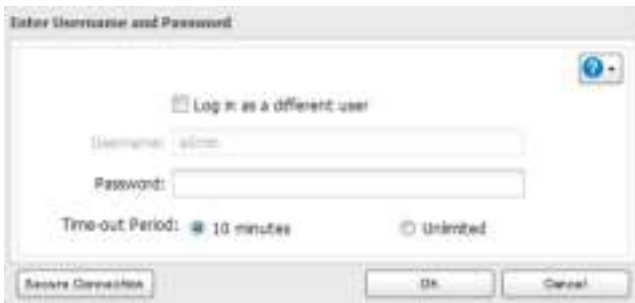 Enter Username and Password
?
Log in as a different user
Username: admin
Password:
Time-out Period: 10 minutes Unlimited
Secure Connection OK Cancel